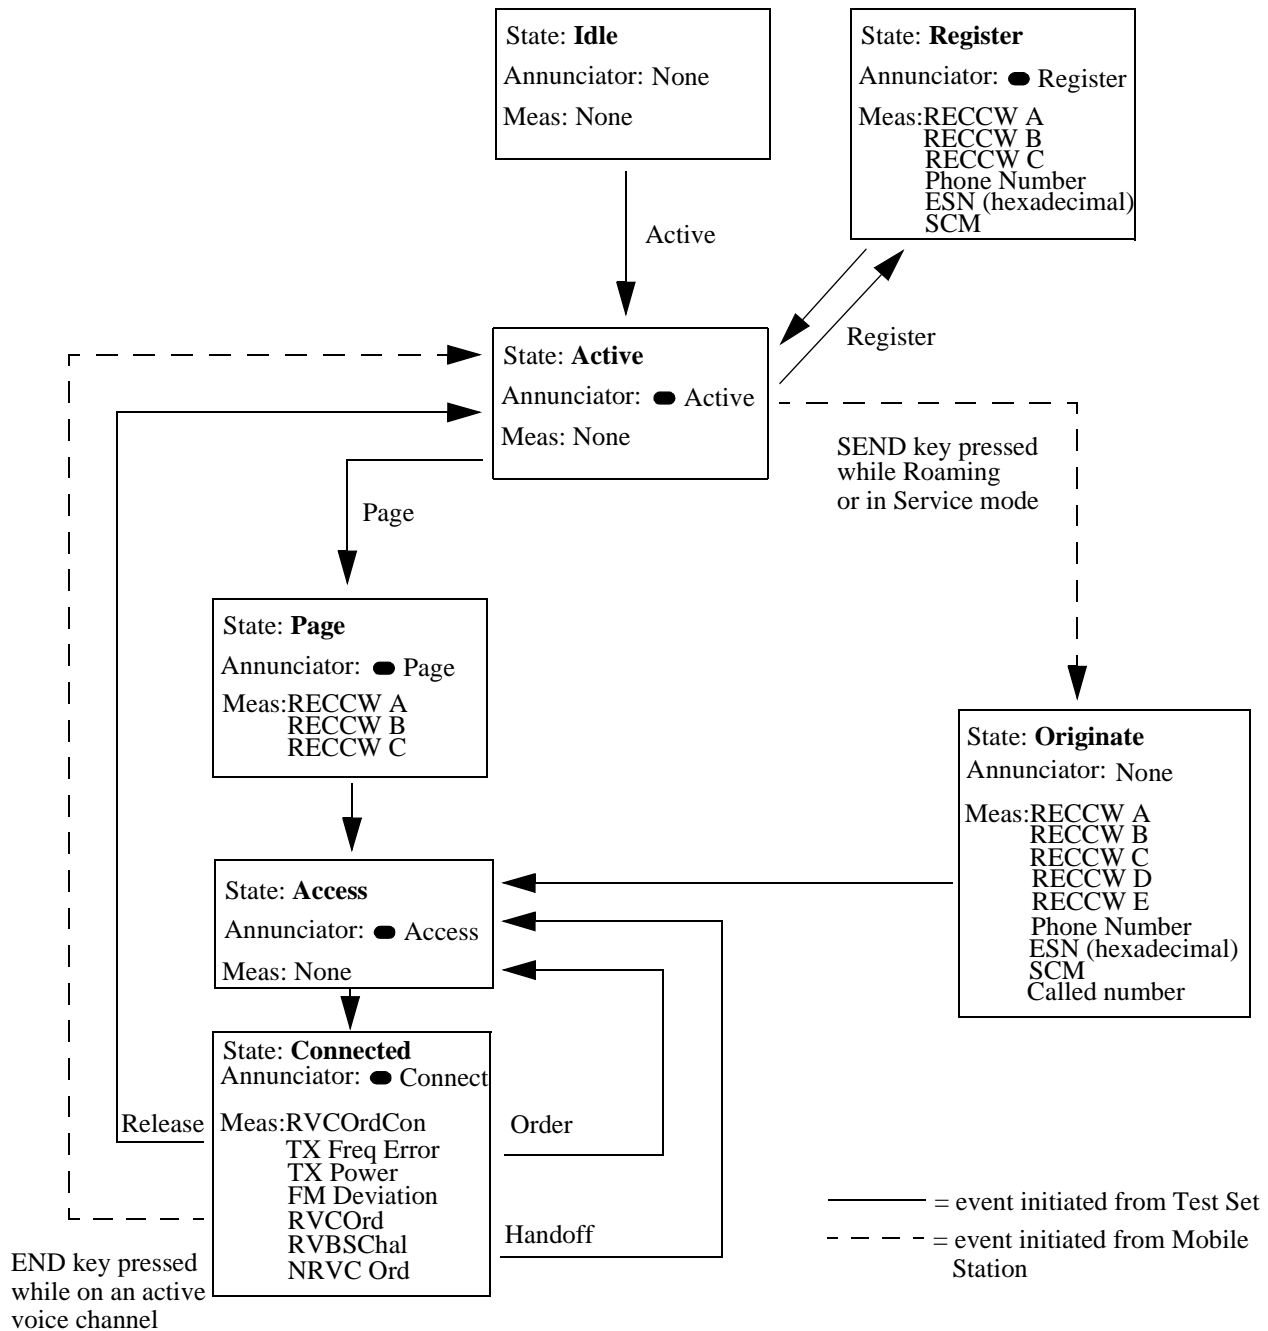 State: Idle
Annunciator: None
Meas: None
State: Register
Annunciator: Register
Meas:RECCW A
RECCW B
RECCW C
Phone Number
ESN (hexadecimal)
SCM
Active
Register
State: Active
Annunciator: Active
Meas: None
SEND key pressed
while Roaming
or in Service mode
Page
State: Page
Annunciator: Page
Meas:RECCW A
RECCW B
RECCW C
State: Originate
Annunciator: None
Meas:RECCW A
RECCW B
RECCW C
RECCW D
RECCW E
Phone Number
ESN (hexadecimal)
SCM
Called number
State: Access
Annunciator: Access
Meas: None
State: Connected
Annunciator: Connect
Meas:RVCOrdCon
TX Freq Error
TX Power
FM Deviation
RVCOrd
RVBSChal
NRVC Ord
Release
Order
Handoff
END key pressed
while on an active
voice channel
= event initiated from Test Set
= event initiated from Mobile
Station